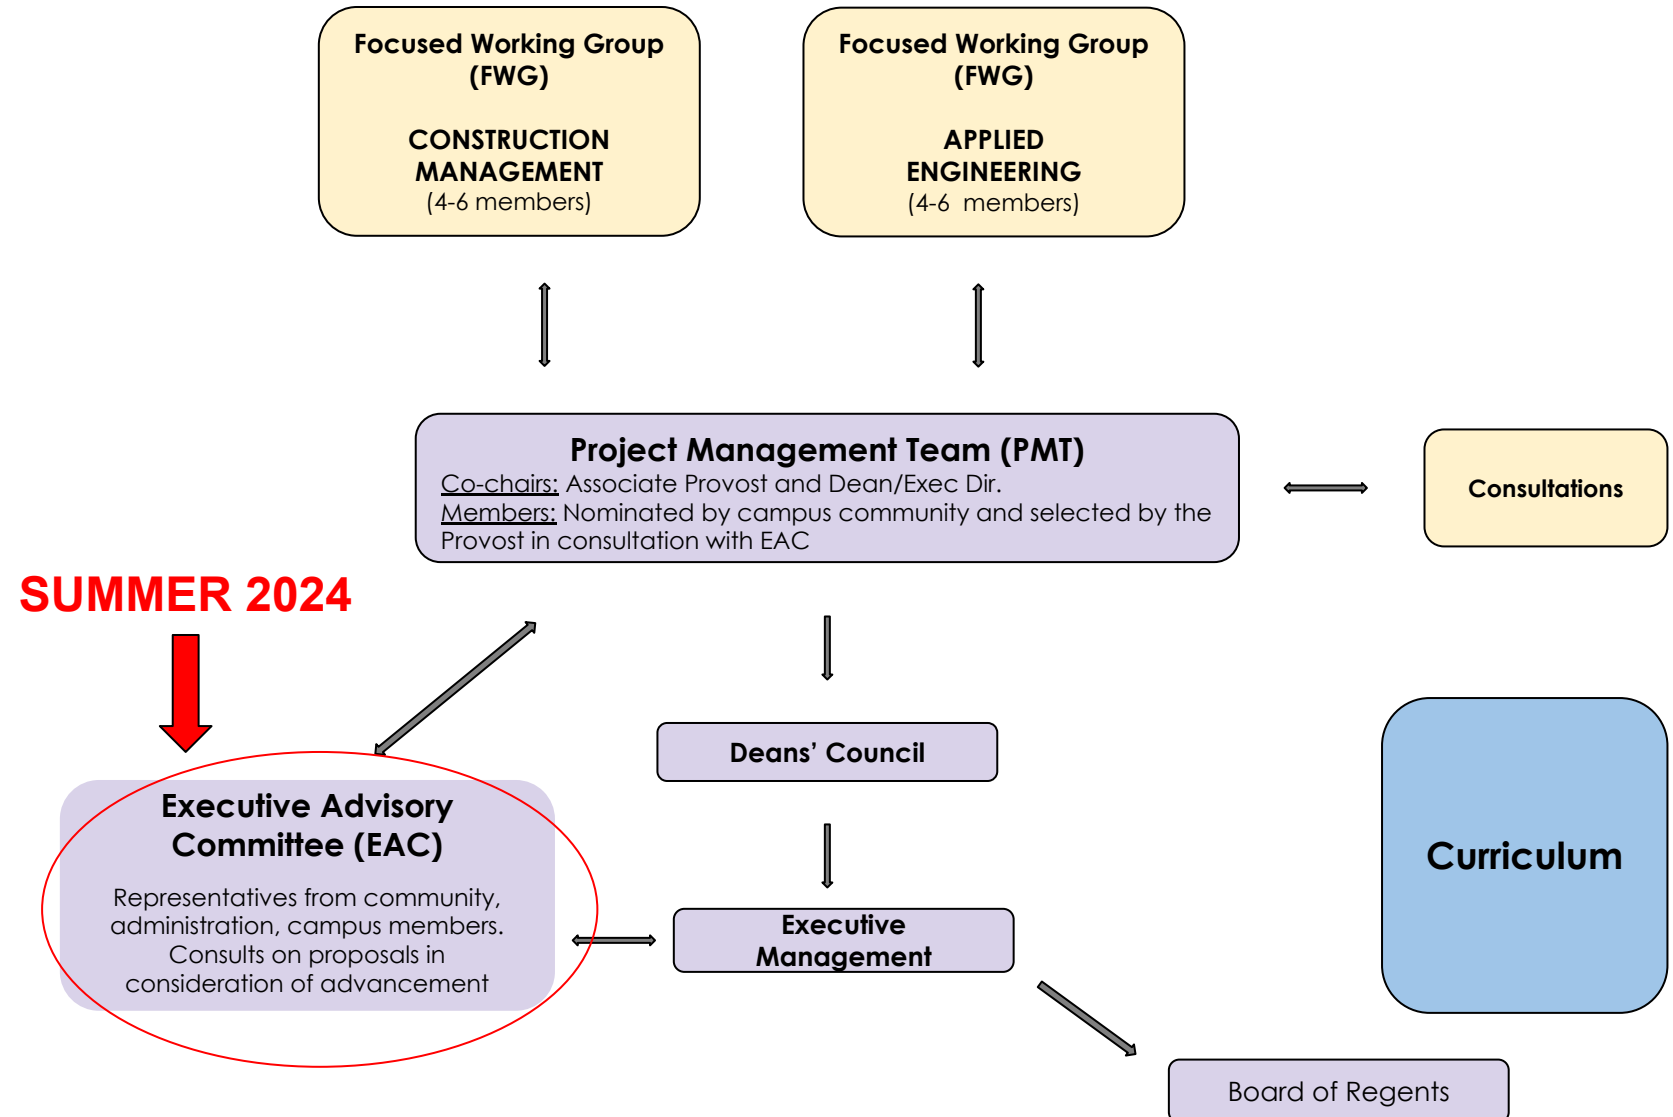 Focused Working Group
(FWG)
CONSTRUCTION
MANAGEMENT
(4-6 members)
Focused Working Group
(FWG)
APPLIED
ENGINEERING
(4-6 members)
Project Management Team (PMT)
Co-chairs: Associate Provost and Dean/Exec Dir.
Members: Nominated by campus community and selected by the
Provost in consultation with EAC
Consultations
SUMMER 2024
Deans’ Council
Executive Advisory
Committee (EAC)
Representatives from community,
administration, campus members.
Consults on proposals in
consideration of advancement
Executive
Management
Curriculum
Board of Regents